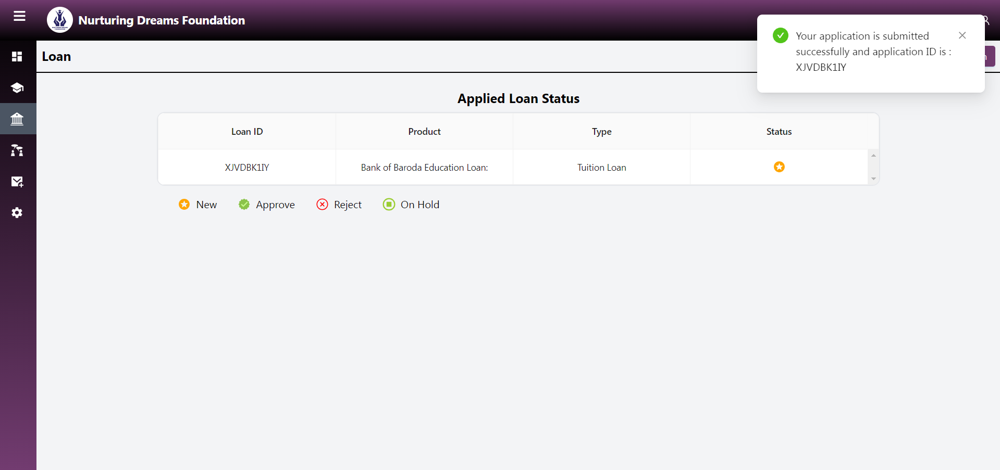 Nurturing Dreams Foundation
Your application is submitted
successfully and application ID is :
XJVDBK1IY
Loan
Applied Loan Status
Loan ID Product Type Status
XJVDBK1IY Bank of Baroda Education Loan: Tuition Loan
New Approve Reject On Hold